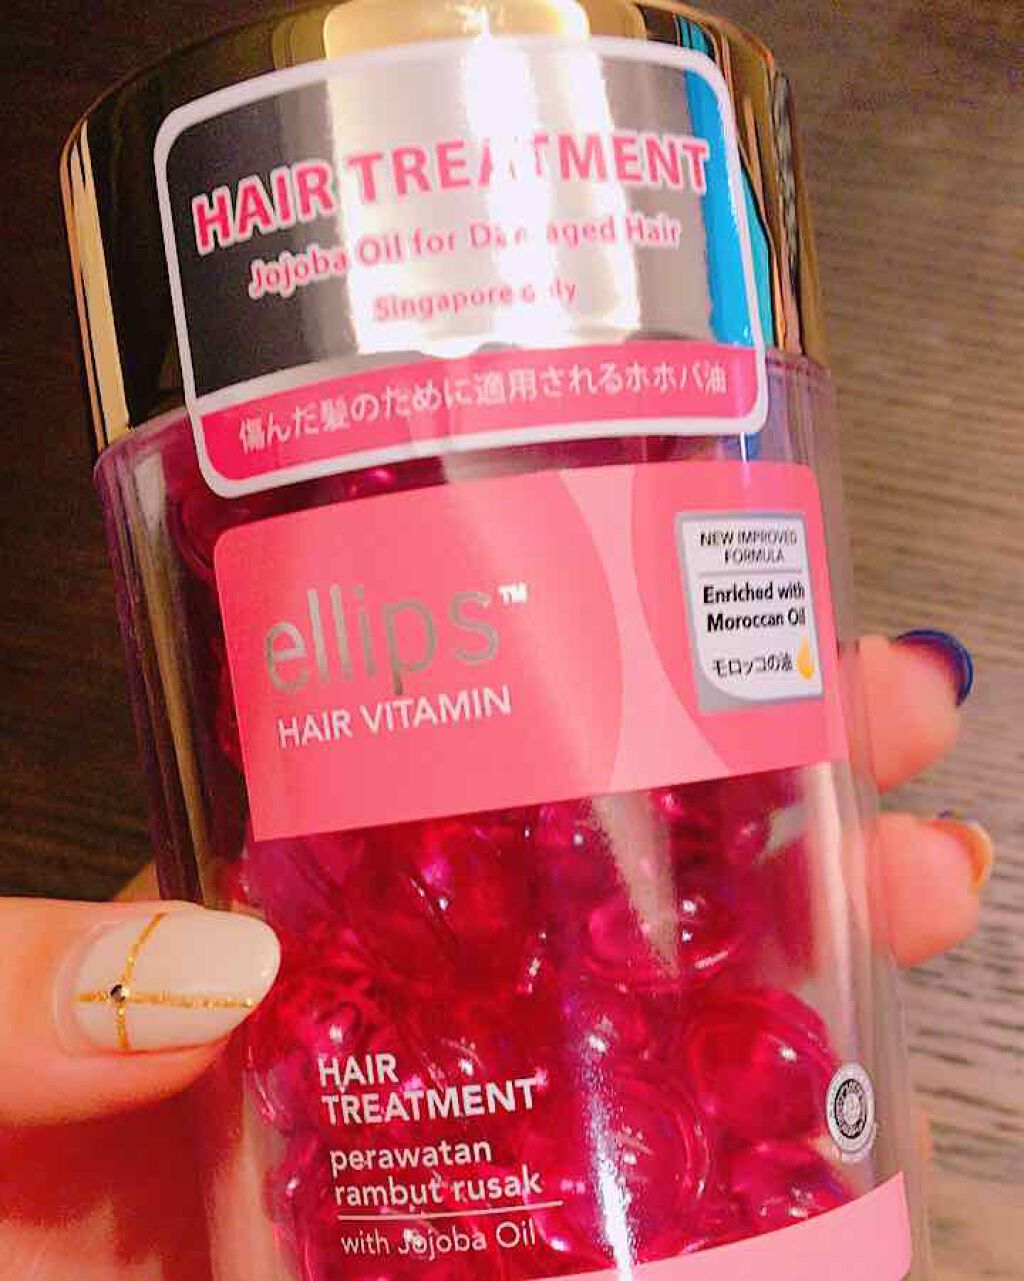 HAIR TREATMENT
Jojoba Oil for Damaged Hair
Singapore only
傷んだ髪のために適用されるホホバ油
ellips™
HAIR VITAMIN
NEW IMPROVED
FORMULA
Enriched with
Moroccan Oil
モロッコの油
HAIR
TREATMENT
perawatan
rambut rusak
with Jojoba Oil